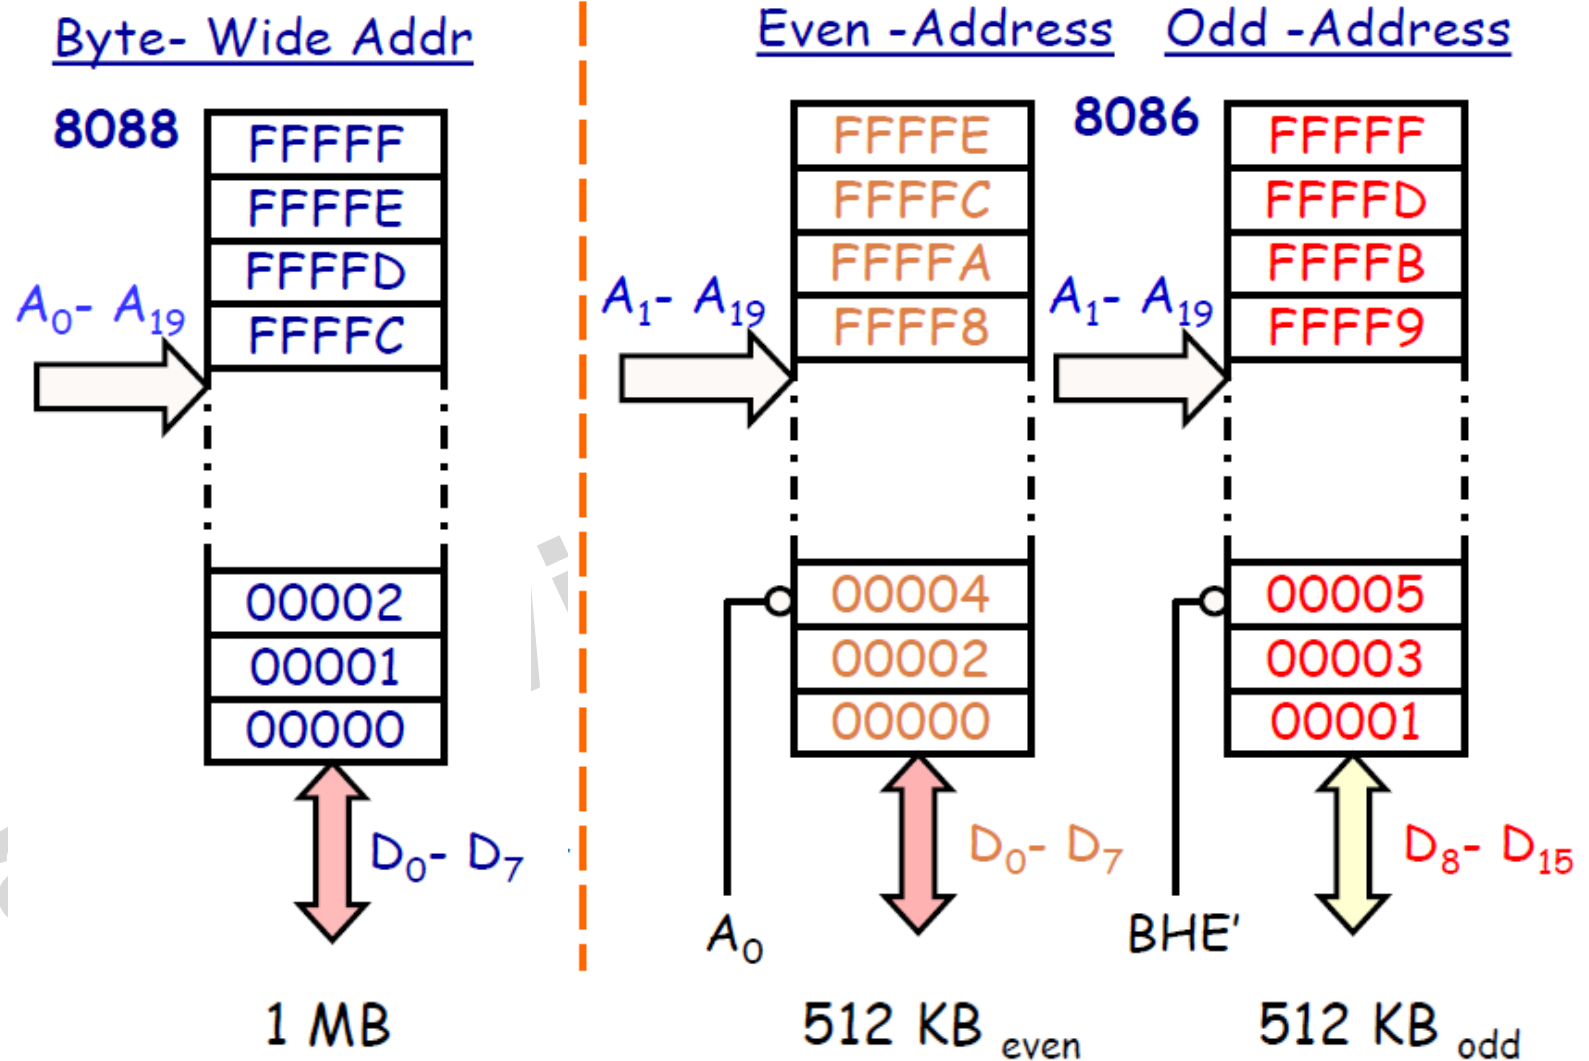 Byte- Wide Addr
8088
FFFFF
FFFFE
FFFFD
FFFFC
A₀- A₁₉
00002
00001
00000
D₀- D₇
1 MB
Even -Address
FFFFE
FFFFC
FFFFA
FFFF8
A₁- A₁₉
00004
00002
00000
A₀
D₀- D₇
512 KB even
Odd -Address
8086
FFFFF
FFFFD
FFFFB
FFFF9
A₁- A₁₉
00005
00003
00001
BHE'
D₈- D₁₅
512 KB odd